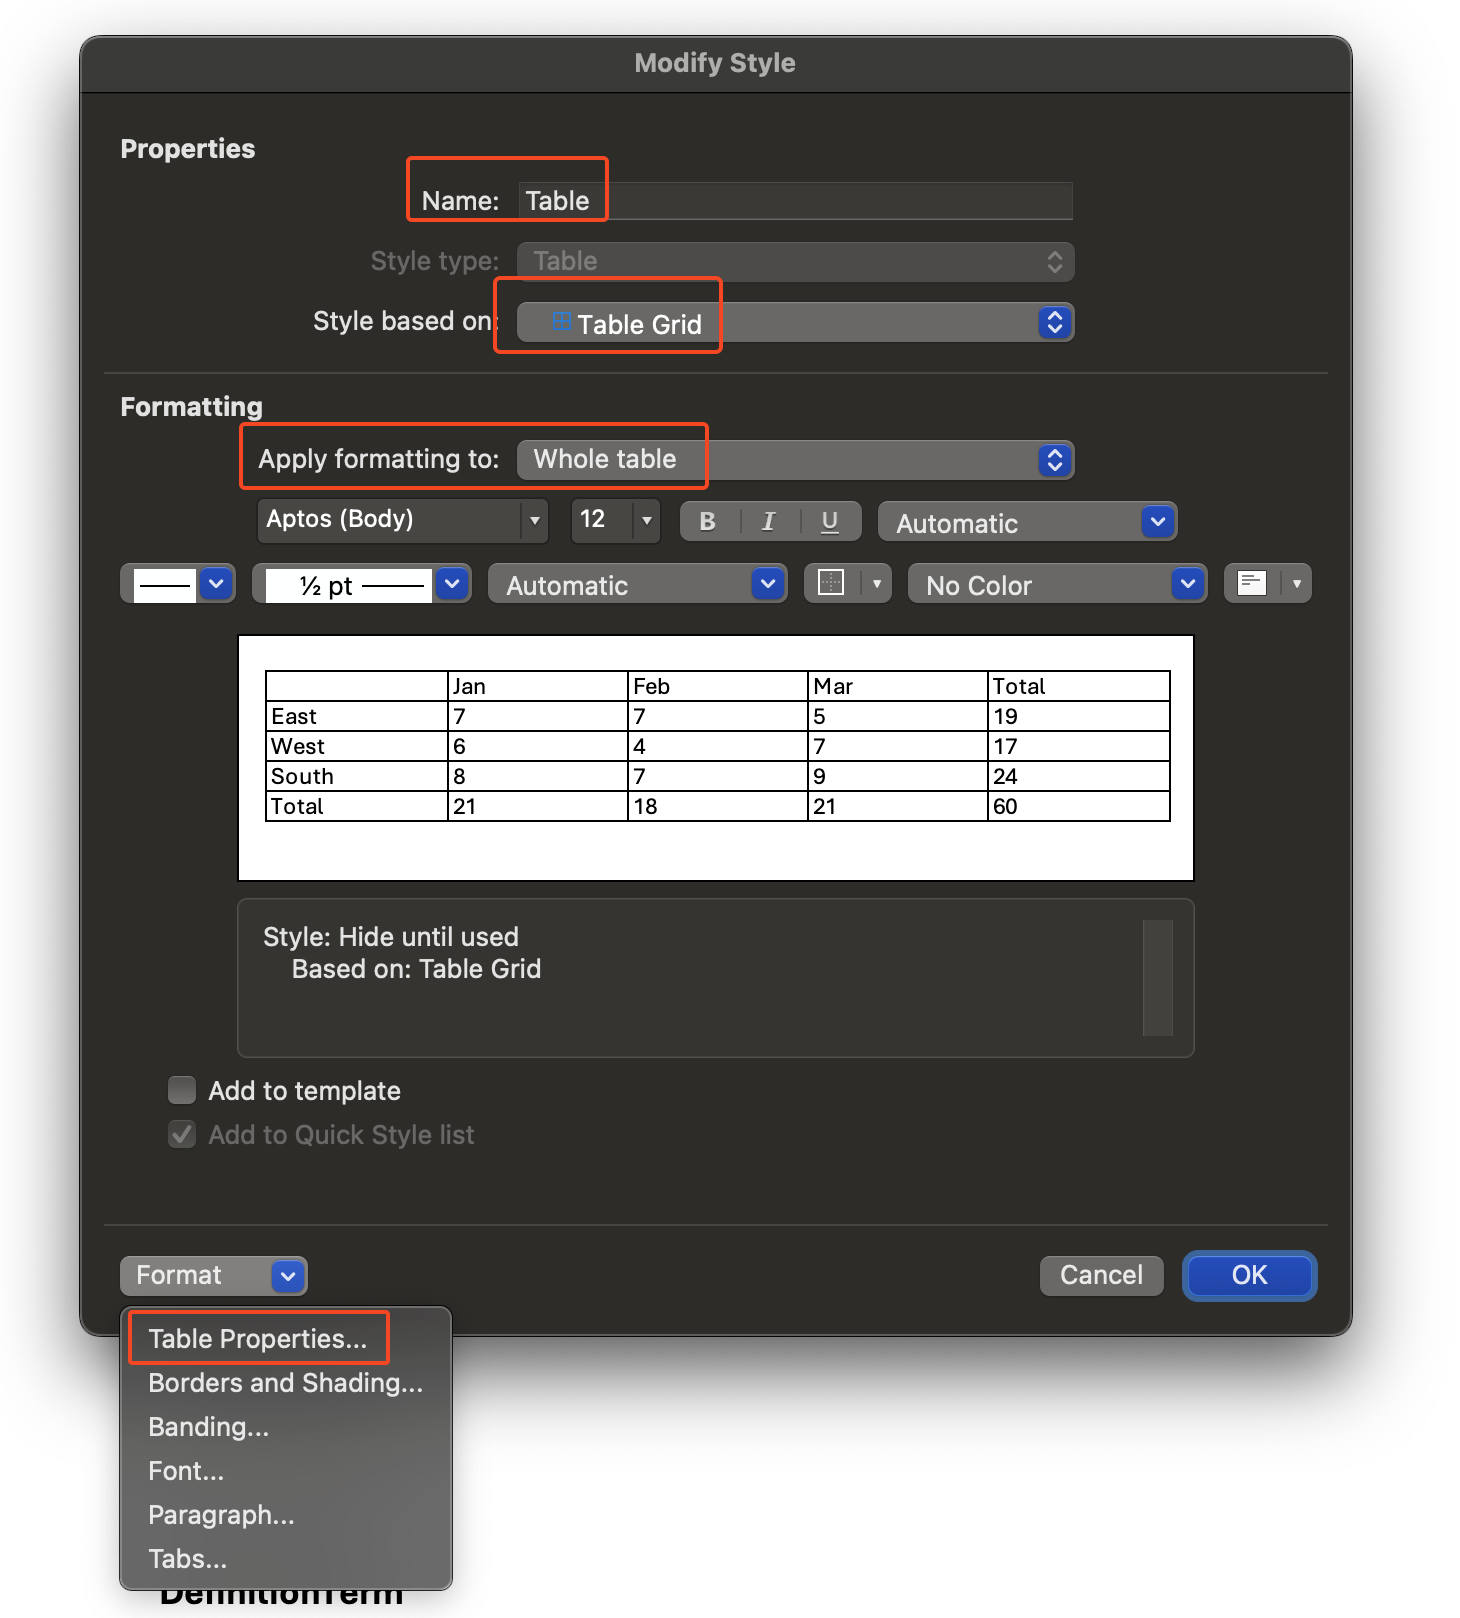 Modify Style
Properties
Name: Table
Style type: Table
Style based on: Table Grid
Formatting
Apply formatting to: Whole table
Aptos (Body) 12 B I U Automatic
½ pt Automatic No Color
Jan Feb Mar Total
East 7 7 5 19
West 6 4 7 17
South 8 7 9 24
Total 21 18 21 60
Style: Hide until used
Based on: Table Grid
Add to template
Add to Quick Style list
Format Cancel OK
Table Properties...
Borders and Shading...
Banding...
Font...
Paragraph...
Tabs...
DefinitionTerm